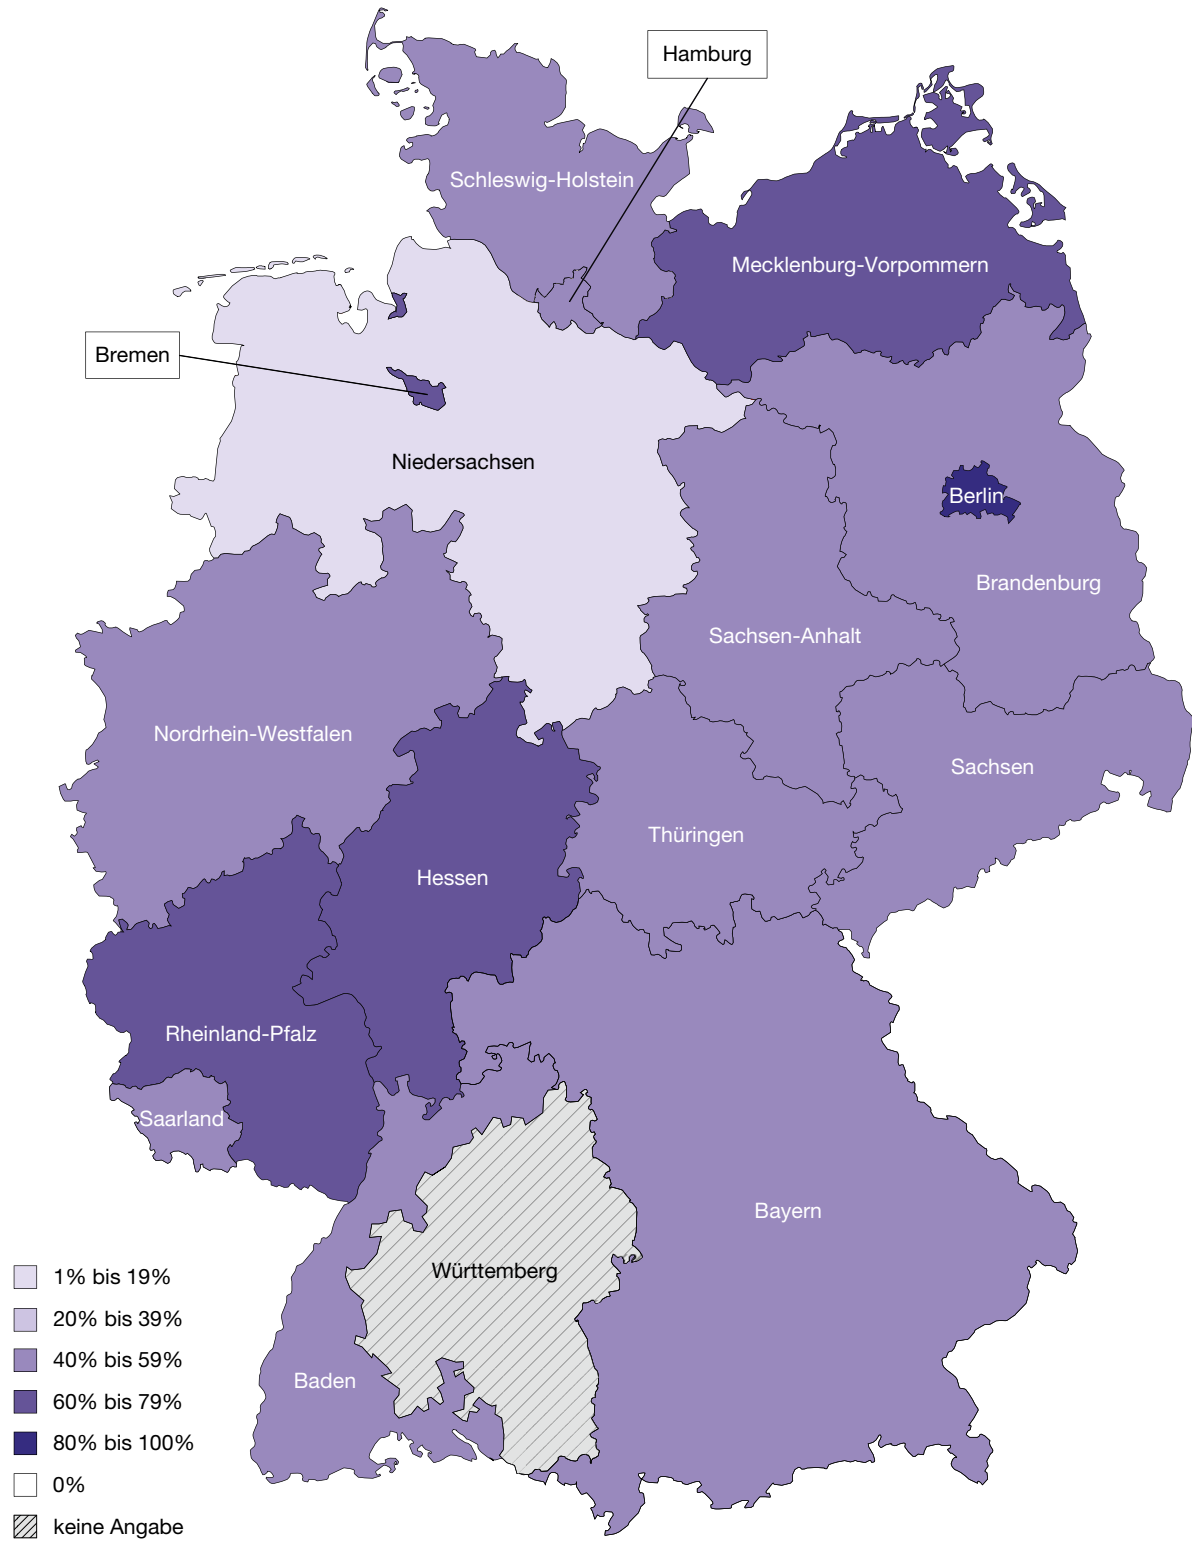 Hamburg
Schleswig-Holstein
Mecklenburg-Vorpommern
Bremen
Niedersachsen
Berlin
Brandenburg
Sachsen-Anhalt
Nordrhein-Westfalen
Sachsen
Thüringen
Hessen
Rheinland-Pfalz
Saarland
Bayern
Württemberg
Baden
1% bis 19%
20% bis 39%
40% bis 59%
60% bis 79%
80% bis 100%
0%
keine Angabe